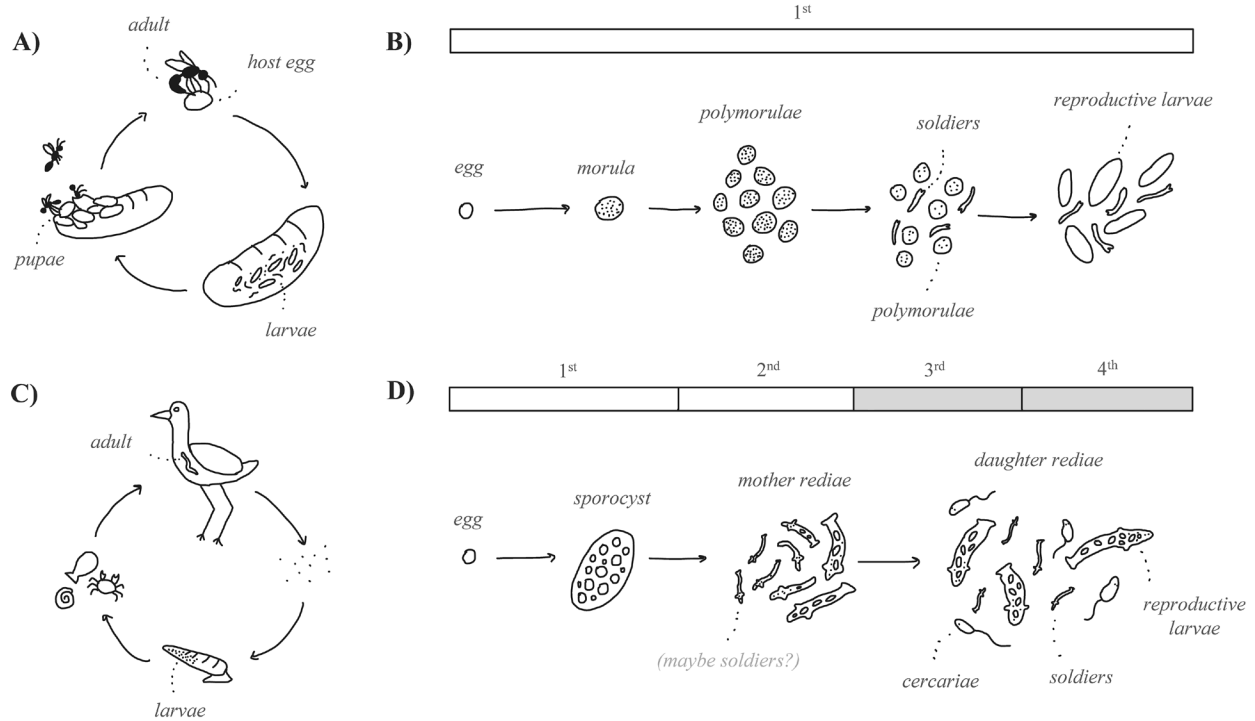 A)
adult
host egg
pupae
larvae
B)
1st
polymorulae
soldiers
reproductive larvae
egg
morula
polymorulae
C)
adult
larvae
D)
1st
2nd
3rd
4th
daughter rediae
mother rediae
sporocyst
egg
reproductive
larvae
(maybe soldiers?)
cercariae
soldiers